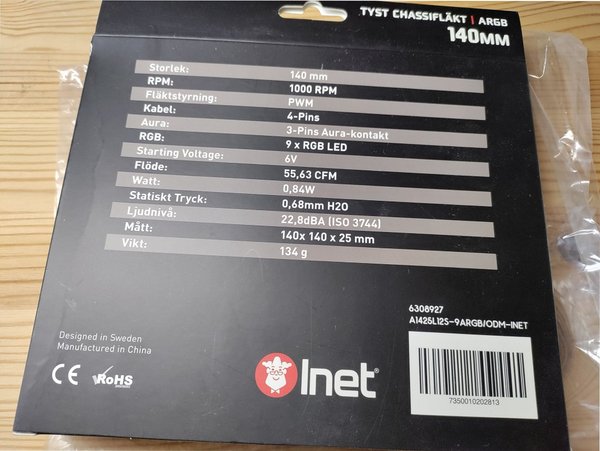 TYST CHASSIFLÄKT | ARGB
140MM
Storlek: 140 mm
RPM: 1000 RPM
Fläktstyrning: PWM
Kabel: 4-Pins
Aura: 3-Pins Aura-kontakt
RGB: 9 x RGB LED
Starting Voltage: 6V
Flöde: 55,63 CFM
Watt: 0,84W
Statiskt Tryck: 0,68mm H2O
Ljudnivå: 22,8dBA (ISO 3744)
Mått: 140x 140 x 25 mm
Vikt: 134 g
6308927
A1425L12S-9ARGB/ODM-INET
Designed in Sweden
Manufactured in China
CE RoHS
Inet
7350010202813